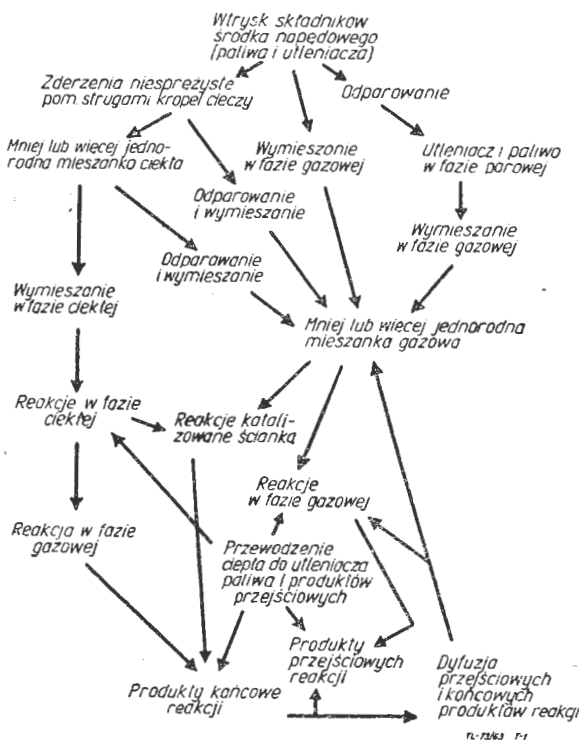 Wtrysk składników
środka napędowego
(paliwa i utleniacza)
Zderzenia niesprężyste
pom. strugami kropel cieczy
Odparowanie
Mniej lub więcej jedno-
rodna mieszanka ciekła
Wymieszanie
w fazie gazowej
Utleniacz i paliwo
w fazie parowej
Odparowanie
i wymieszanie
Wymieszanie
w fazie gazowej
Odparowanie
i wymieszanie
Wymieszanie
w fazie ciekłej
Mniej lub więcej jednorodna
mieszanka gazowa
Reakcje w fazie
ciekłej
Reakcje katali-
zowane ścianką
Reakcje
w fazie gazowej
Reakcja w fazie
gazowej
Przewodzenie
ciepła do utleniacza
paliwa i produktów
przejściowych
Produkty
przejściowych
reakcji
Dyfuzja
przejściowych
i końcowych
produktów reakcji
Produkty końcowe
reakcji
TL-73/63 T-1